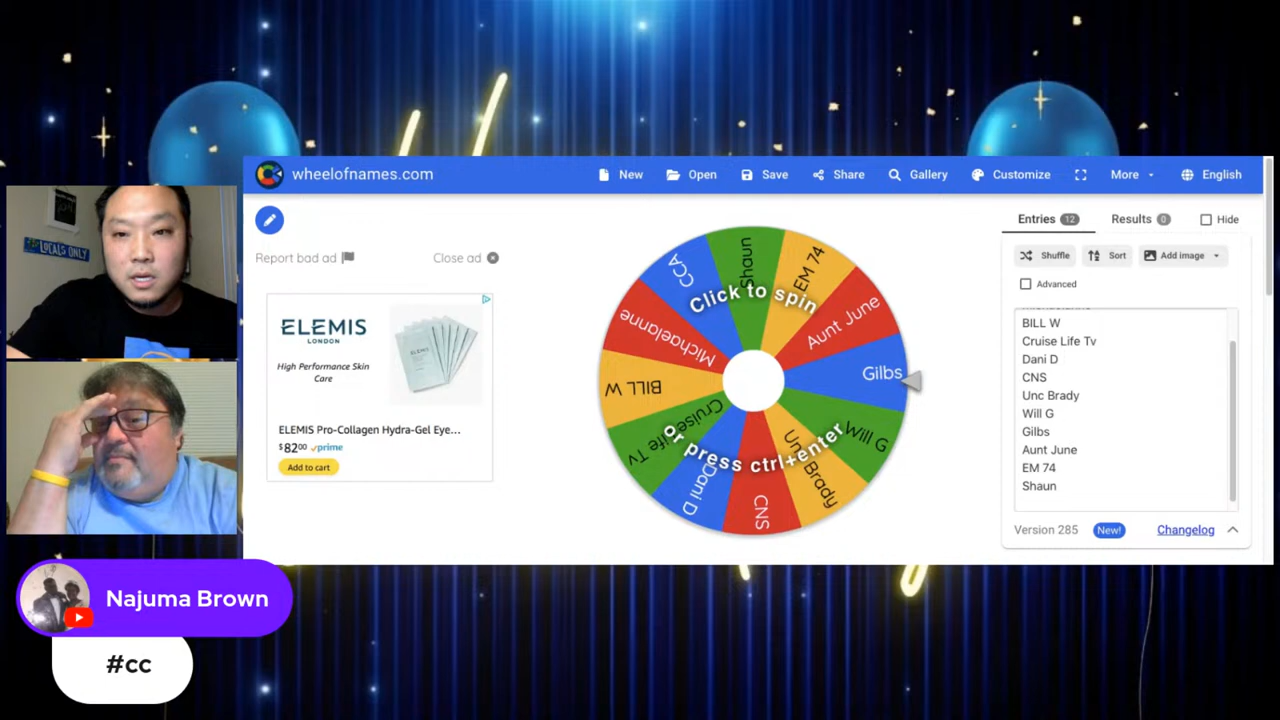 wheelofnames.com
New
Open
Save
Share
Gallery
Customize
More
English
LOCALS ONLY
Report bad ad
Close ad
ELEMIS
LONDON
High Performance Skin
Care
ELEMIS Pro-Collagen Hydra-Gel Eye...
$8200 prime
Add to cart
CCA
Shaun
EM 74
Aunt June
Gilbs
Will G
Unc Brady
CNS
Dani D
Cruise Life Tv
BILL W
Michaelanne
Click to spin
or press ctrl+enter
Entries 12
Results 0
Hide
Shuffle
Sort
Add image
Advanced
BILL W
Cruise Life Tv
Dani D
CNS
Unc Brady
Will G
Gilbs
Aunt June
EM 74
Shaun
Version 285
New!
Changelog
Najuma Brown
#cc